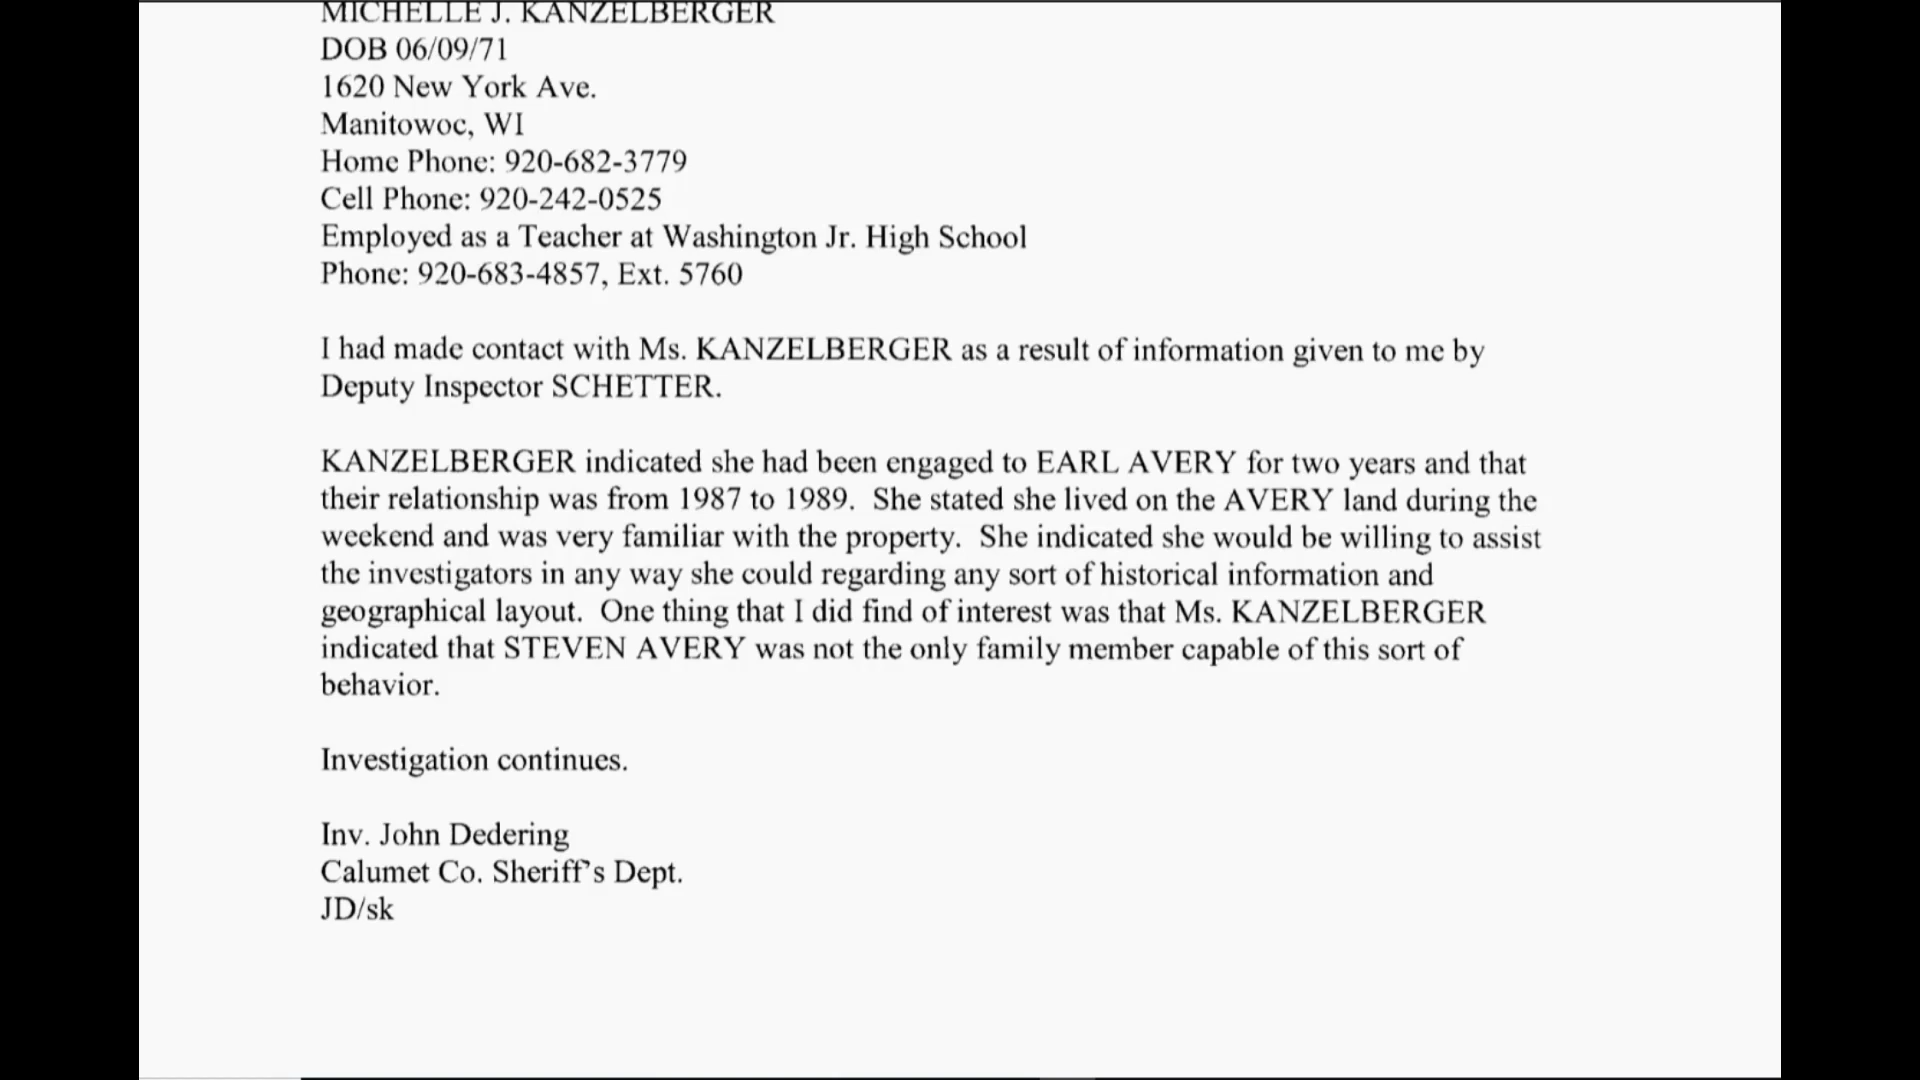 MICHELLE J. KANZELBERGER
DOB 06/09/71
1620 New York Ave.
Manitowoc, WI
Home Phone: 920-682-3779
Cell Phone: 920-242-0525
Employed as a Teacher at Washington Jr. High School
Phone: 920-683-4857, Ext. 5760
I had made contact with Ms. KANZELBERGER as a result of information given to me by
Deputy Inspector SCHETTER.
KANZELBERGER indicated she had been engaged to EARL AVERY for two years and that
their relationship was from 1987 to 1989. She stated she lived on the AVERY land during the
weekend and was very familiar with the property. She indicated she would be willing to assist
the investigators in any way she could regarding any sort of historical information and
geographical layout. One thing that I did find of interest was that Ms. KANZELBERGER
indicated that STEVEN AVERY was not the only family member capable of this sort of
behavior.
Investigation continues.
Inv. John Dedering
Calumet Co. Sheriff's Dept.
JD/sk